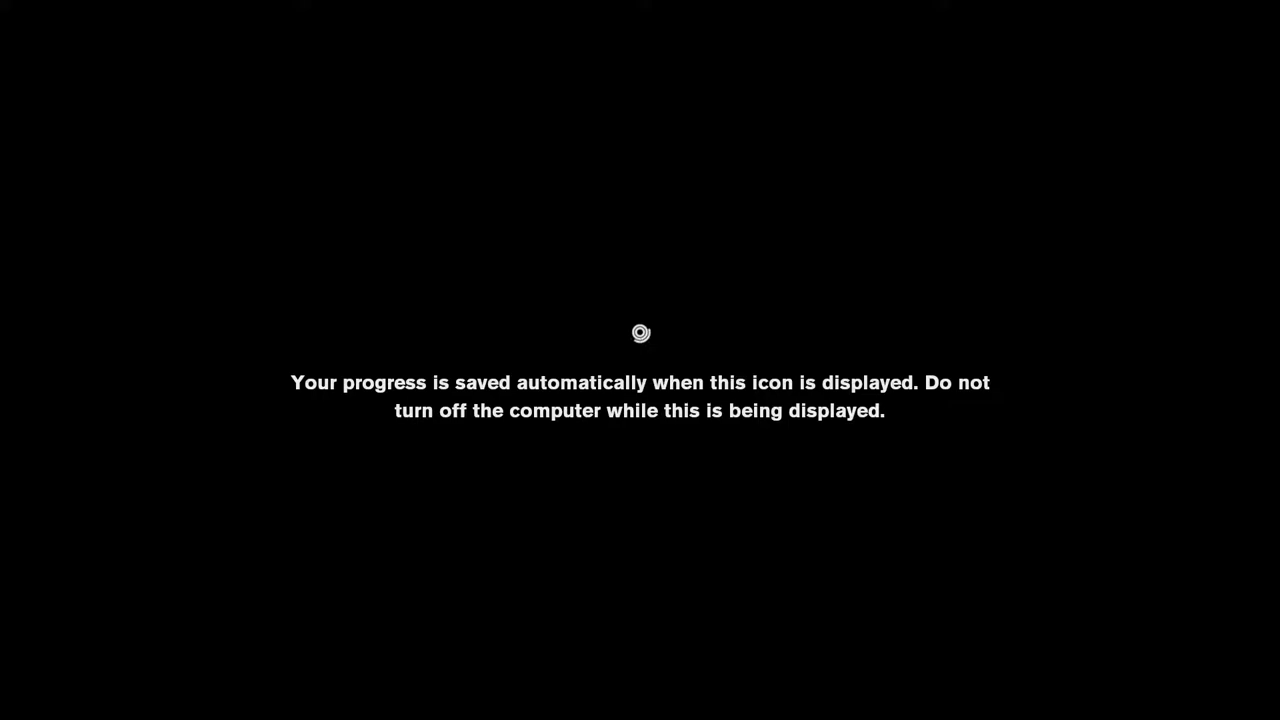 Your progress is saved automatically when this icon is displayed. Do not
turn off the computer while this is being displayed.